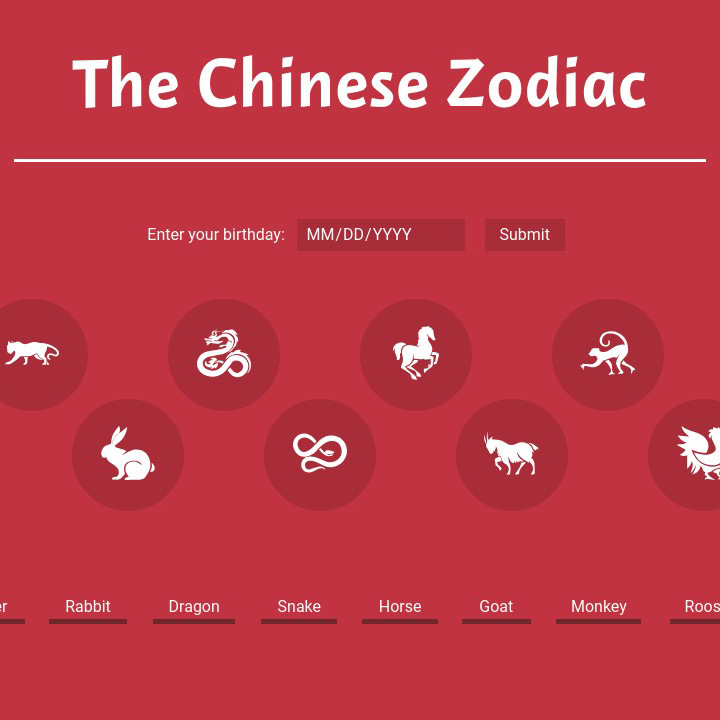 The Chinese Zodiac
Enter your birthday: MM/DD/YYYY Submit
er Rabbit Dragon Snake Horse Goat Monkey Roos